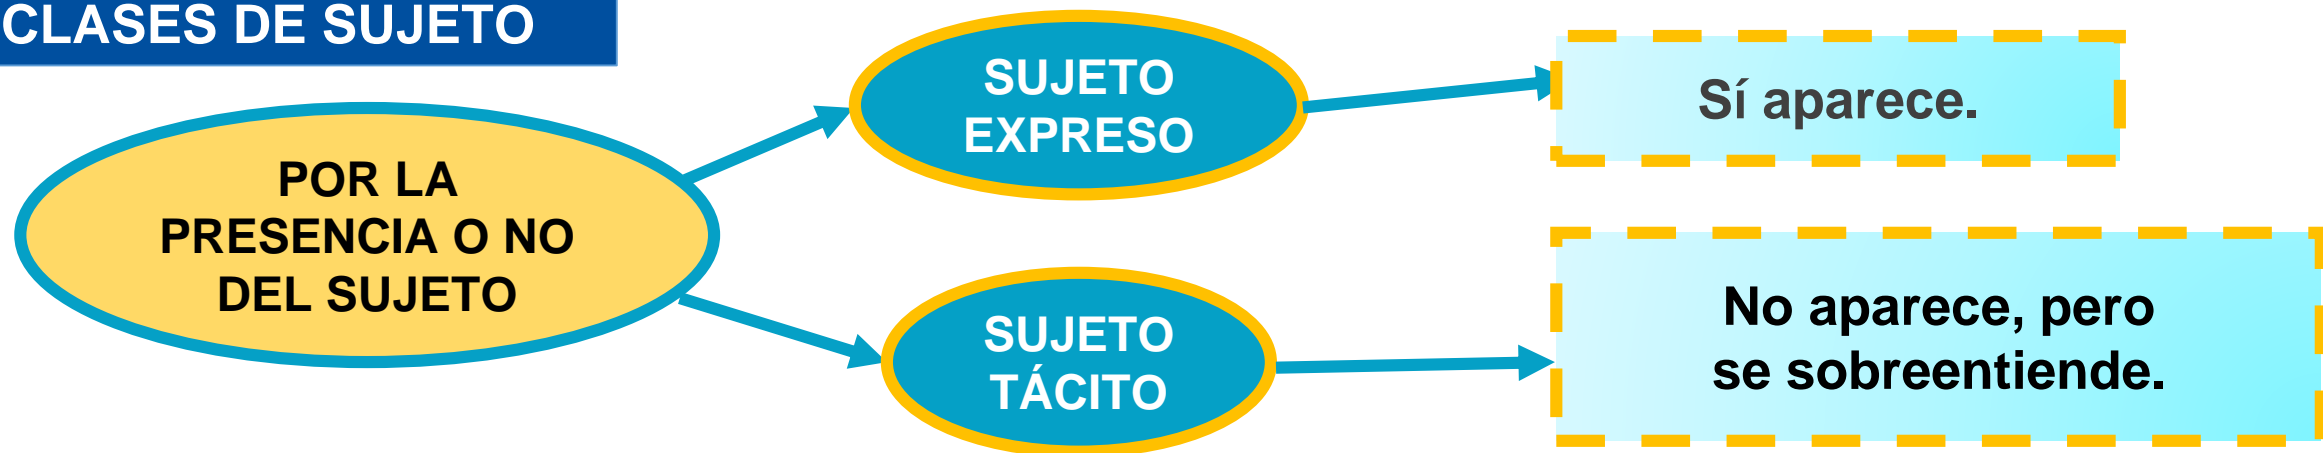 CLASES DE SUJETO
POR LA
PRESENCIA O NO
DEL SUJETO
SUJETO
EXPRESO
Sí aparece.
SUJETO
TÁCITO
No aparece, pero
se sobreentiende.